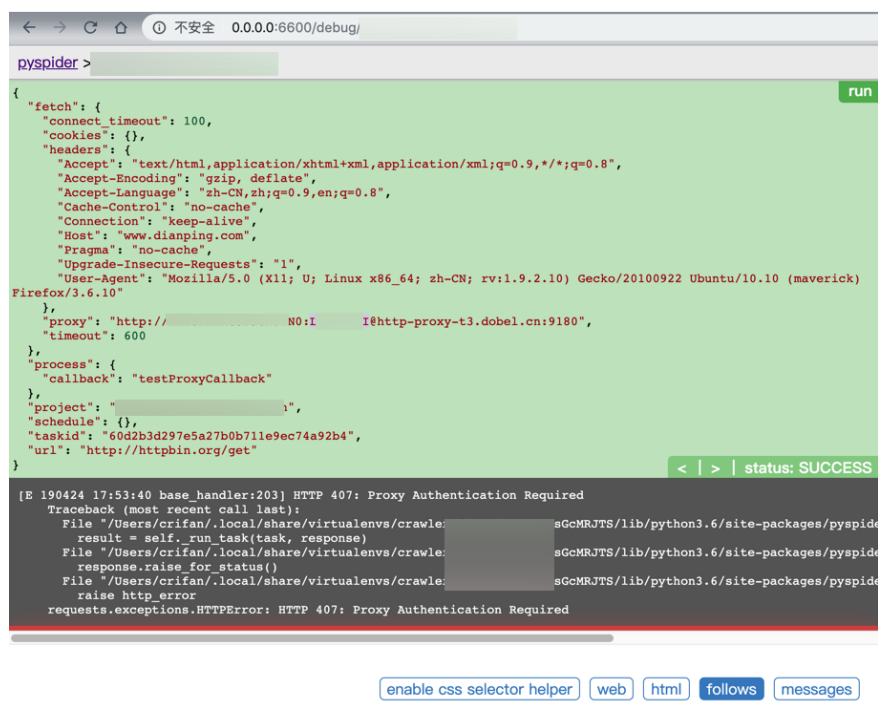 不安全 0.0.0.0:6600/debug/
pyspider >
run
{
"fetch": {
"connect_timeout": 100,
"cookies": {},
"headers": {
"Accept": "text/html,application/xhtml+xml,application/xml;q=0.9,*/*;q=0.8",
"Accept-Encoding": "gzip, deflate",
"Accept-Language": "zh-CN,zh;q=0.9,en;q=0.8",
"Cache-Control": "no-cache",
"Connection": "keep-alive",
"Host": "www.dianping.com",
"Pragma": "no-cache",
"Upgrade-Insecure-Requests": "1",
"User-Agent": "Mozilla/5.0 (X11; U; Linux x86_64; zh-CN; rv:1.9.2.10) Gecko/20100922 Ubuntu/10.10 (maverick)
Firefox/3.6.10"
},
"proxy": "http:// N0:I I@http-proxy-t3.dobel.cn:9180",
"timeout": 600
},
"process": {
"callback": "testProxyCallback"
},
"project": " ",
"schedule": {},
"taskid": "60d2b3d297e5a27b0b711e9ec74a92b4",
"url": "http://httpbin.org/get"
}
< | > | status: SUCCESS
[E 190424 17:53:40 base_handler:203] HTTP 407: Proxy Authentication Required
Traceback (most recent call last):
File "/Users/crifan/.local/share/virtualenvs/crawle sGcMRJTS/lib/python3.6/site-packages/pyspide
result = self._run_task(task, response)
File "/Users/crifan/.local/share/virtualenvs/crawle sGcMRJTS/lib/python3.6/site-packages/pyspide
response.raise_for_status()
File "/Users/crifan/.local/share/virtualenvs/crawle sGcMRJTS/lib/python3.6/site-packages/pyspide
raise http_error
requests.exceptions.HTTPError: HTTP 407: Proxy Authentication Required
enable css selector helper web html follows messages